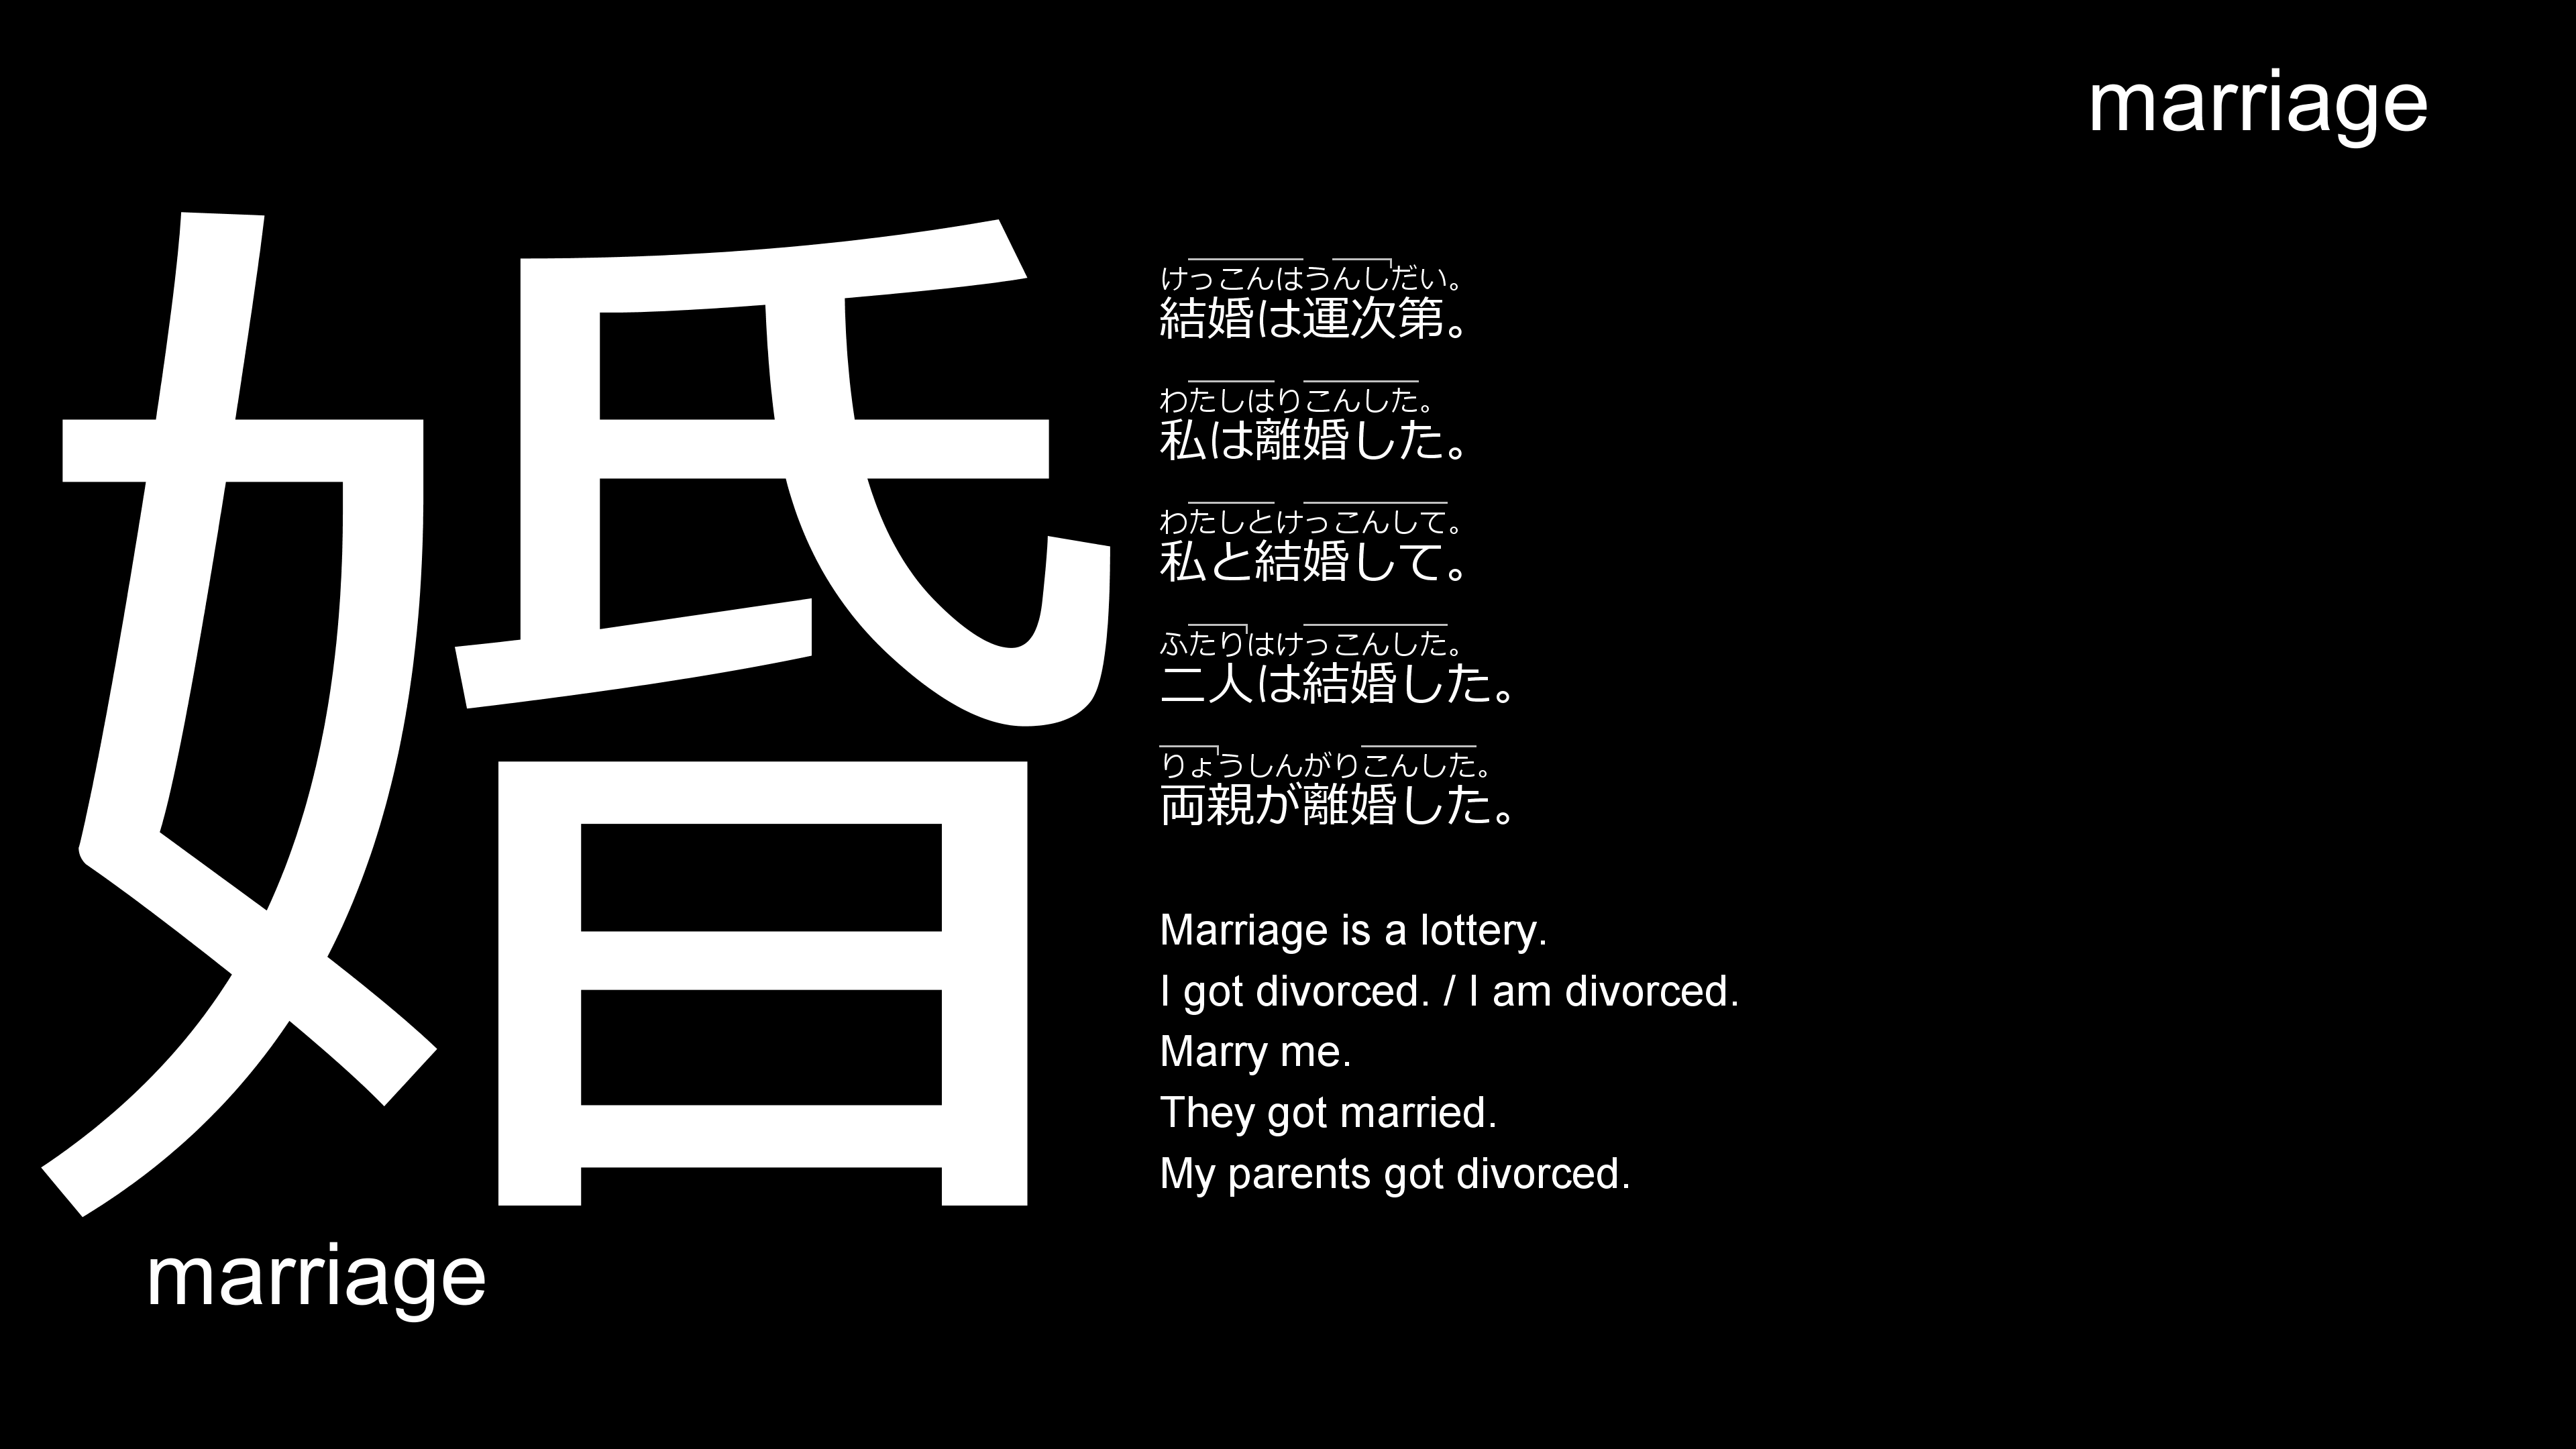 marriage
婚
けっこんはうんしだい。
結婚は運次第。
わたしはりこんした。
私は離婚した。
わたしとけっこんして。
私と結婚して。
ふたりはけっこんした。
二人は結婚した。
りょうしんがりこんした。
両親が離婚した。
Marriage is a lottery.
I got divorced. / I am divorced.
Marry me.
They got married.
My parents got divorced.
marriage